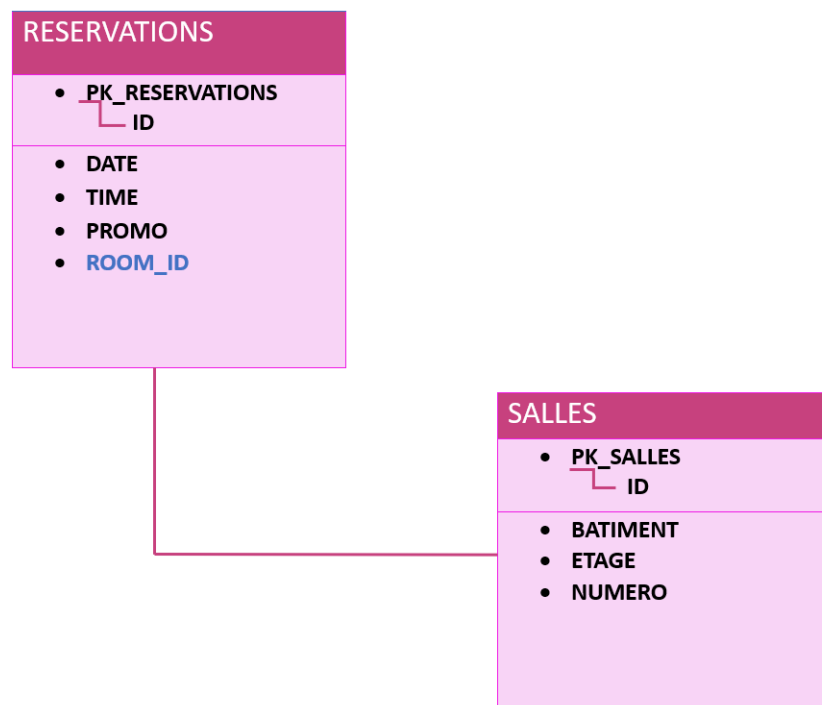 RESERVATIONS
PK_RESERVATIONS
ID
DATE
TIME
PROMO
ROOM_ID
SALLES
PK_SALLES
ID
BATIMENT
ETAGE
NUMERO